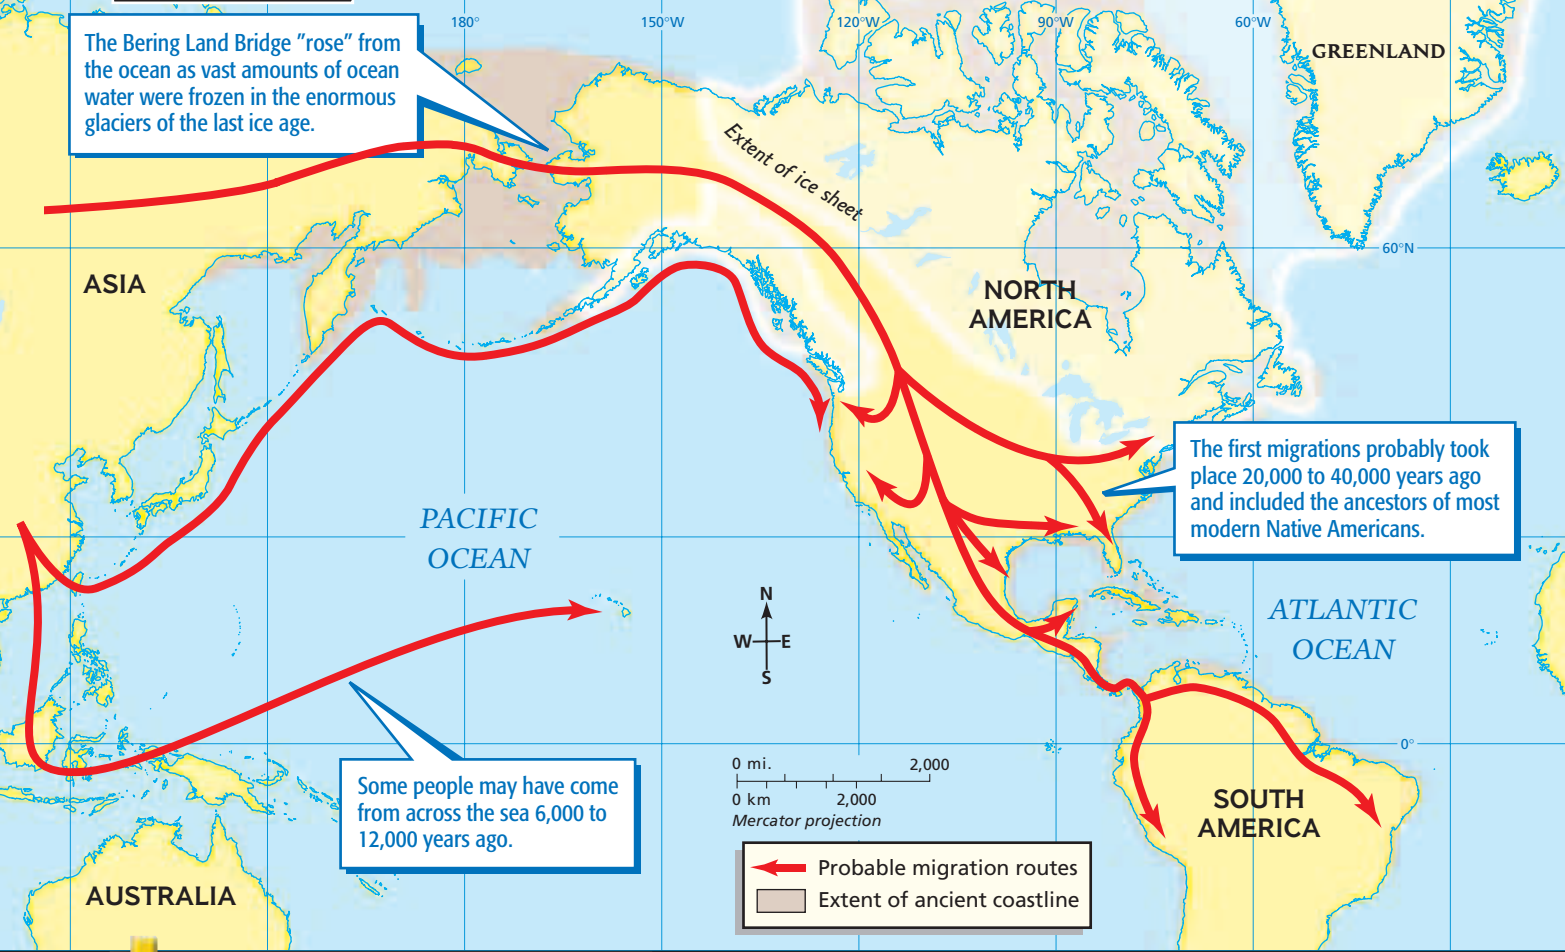 180°
150°W
120°W
90°W
60°W
The Bering Land Bridge ”rose” from
the ocean as vast amounts of ocean
water were frozen in the enormous
glaciers of the last ice age.
GREENLAND
Extent of ice sheet
60°N
ASIA
NORTH
AMERICA
The first migrations probably took
place 20,000 to 40,000 years ago
and included the ancestors of most
modern Native Americans.
PACIFIC
OCEAN
N
W
E
S
ATLANTIC
OCEAN
0°
Some people may have come
from across the sea 6,000 to
12,000 years ago.
0 mi.
2,000
0 km
2,000
Mercator projection
SOUTH
AMERICA
Probable migration routes
Extent of ancient coastline
AUSTRALIA